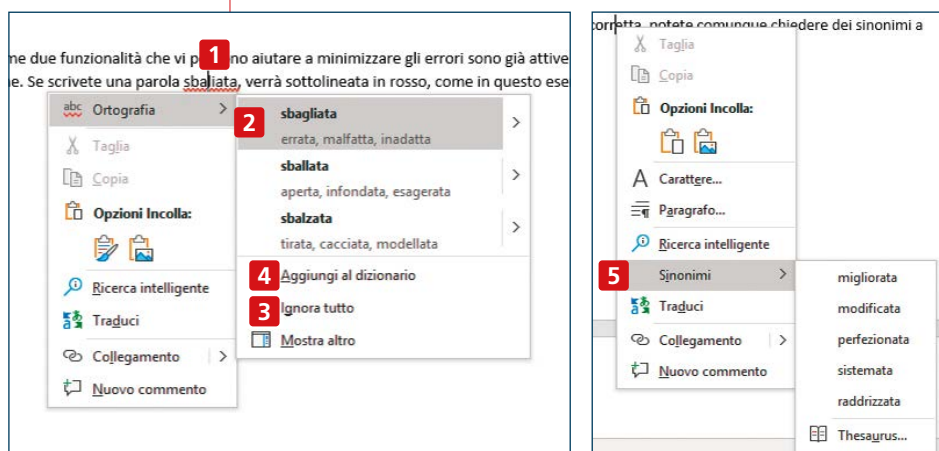 1
me due funzionalità che vi p no aiutare a minimizzare gli errori sono già attive
e. Se scrivete una parola sbaliata, verrà sottolineata in rosso, come in questo ese
abc Ortografia >
Taglia
Copia
Opzioni Incolla:
Ricerca intelligente
Traduci
Collegamento >
Nuovo commento
2
sbagliata >
errata, malfatta, inadatta
sballata >
aperta, infondata, esagerata
sbalzata >
tirata, cacciata, modellata
4 Aggiungi al dizionario
3 Ignora tutto
Mostra altro
corretta, potete comunque chiedere dei sinonimi a
Taglia
Copia
Opzioni Incolla:
A Carattere...
Paragrafo...
Ricerca intelligente
5 Sinonimi >
Traduci
Collegamento >
Nuovo commento
migliorata
modificata
perfezionata
sistemata
raddrizzata
Thesaurus...